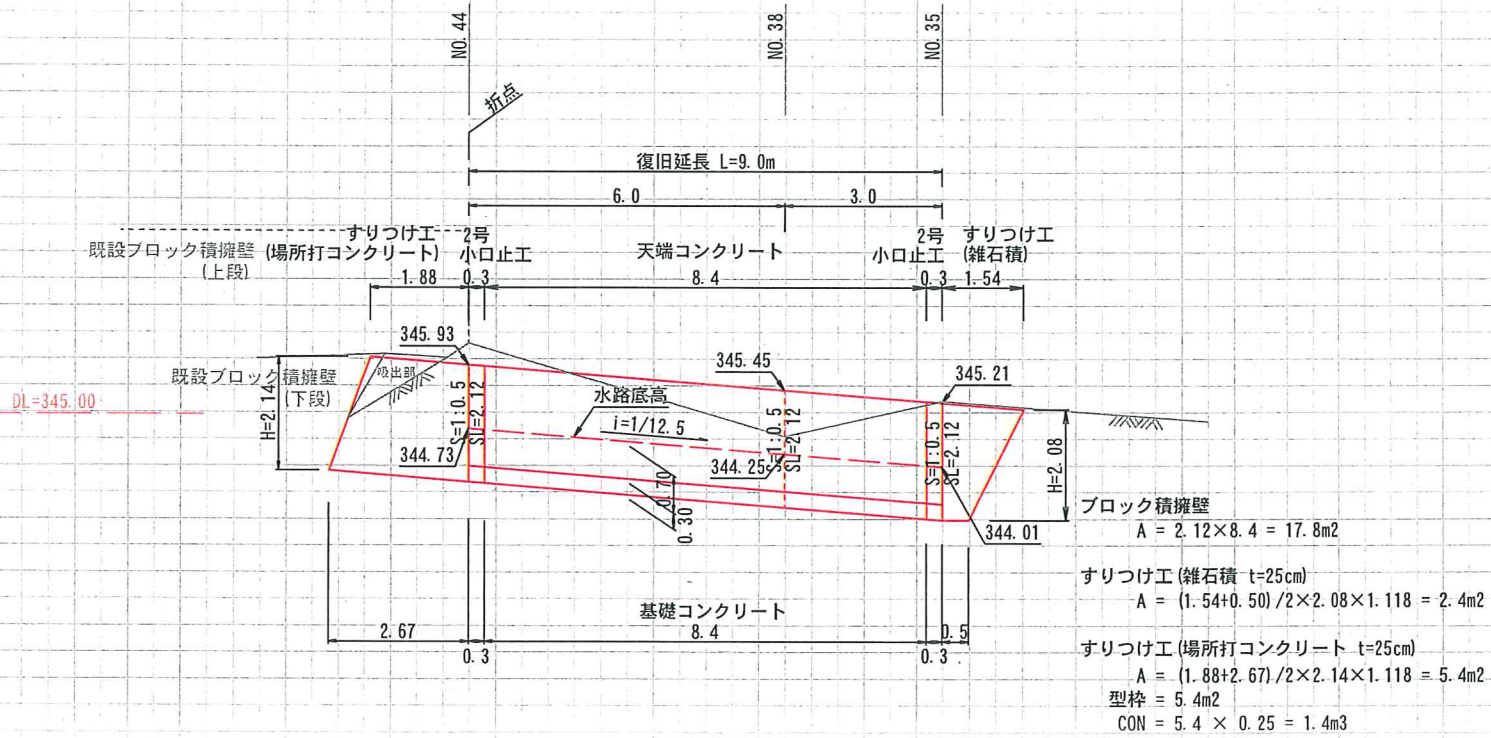 NO. 44
NO. 38
NO. 35
折点
復旧延長 L=9. 0m
6. 0
3. 0
既設ブロック積擁壁
(上段)
すりつけ工
(場所打コンクリート)
2号
小口止工
天端コンクリート
2号
小口止工
すりつけ工
(雑石積)
1. 88
0. 3
8. 4
0. 3
1. 54
345. 93
345. 45
345. 21
既設ブロック積擁壁
(下段)
吸出部
DL=345. 00
H=2. 14
S=1:0. 5
SL=2. 12
水路底高
i=1/12. 5
S=1:0. 5
SL=2. 12
S=1:0. 5
SL=2. 12
H=2. 08
344. 73
344. 25
344. 01
0. 70
0. 30
基礎コンクリート
2. 67
0. 3
8. 4
0. 3
0. 5
ブロック積擁壁
A = 2. 12×8. 4 = 17. 8m2
すりつけ工(雑石積 t=25cm)
A = (1. 54+0. 50)/2×2. 08×1. 118 = 2. 4m2
すりつけ工(場所打コンクリート t=25cm)
A = (1. 88+2. 67)/2×2. 14×1. 118 = 5. 4m2
型枠 = 5. 4m2
CON = 5. 4 × 0. 25 = 1. 4m3